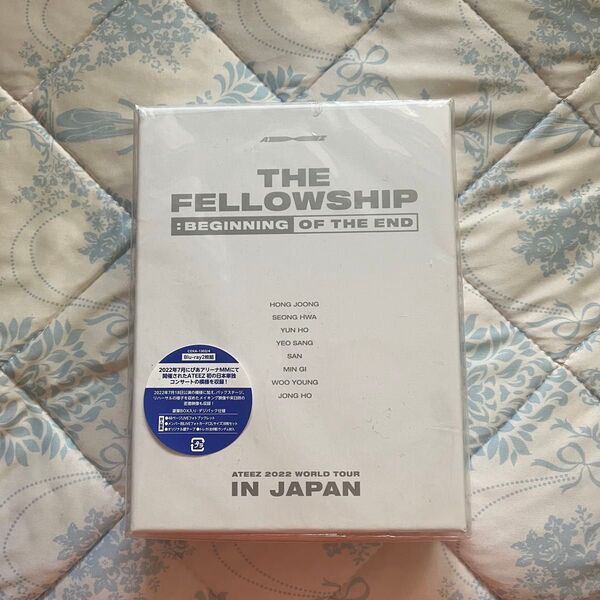 ATEEZ
THE
FELLOWSHIP
:BEGINNING OF THE END
HONG JOONG
SEONG HWA
YUN HO
YEO SANG
SAN
MIN GI
WOO YOUNG
JONG HO
COXA-1302/4
Blu-ray2枚組
2022年7月にぴあアリーナMMにて
開催されたATEEZ 初の日本単独
コンサートの模様を収録!
ATEEZ 2022 WORLD TOUR
IN JAPAN